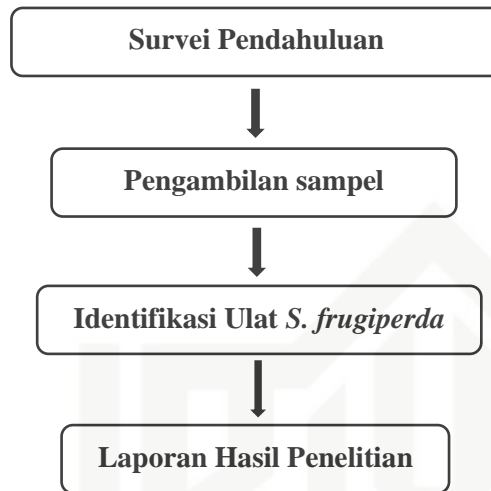 Survei Pendahuluan
Pengambilan sampel
Identifikasi Ulat S. frugiperda
Laporan Hasil Penelitian